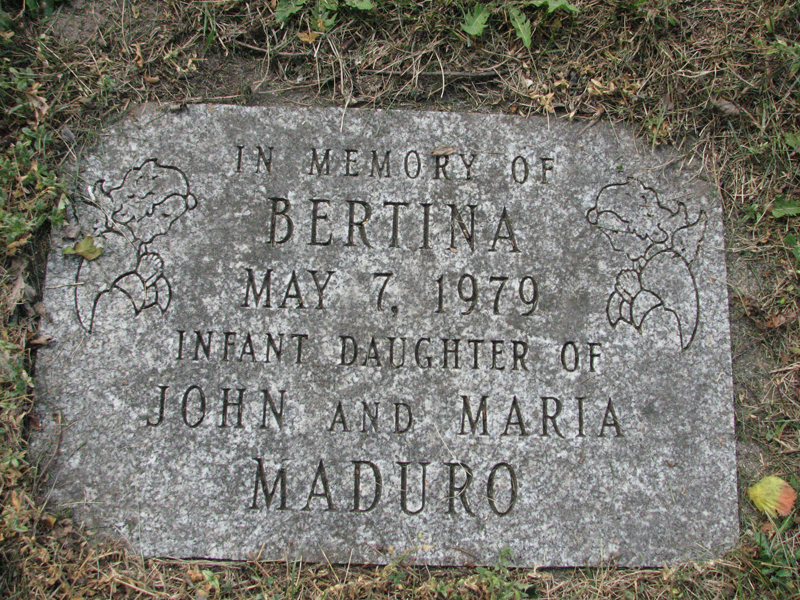 IN MEMORY OF
BERTINA
MAY 7, 1979
INFANT DAUGHTER OF
JOHN AND MARIA
MADURO